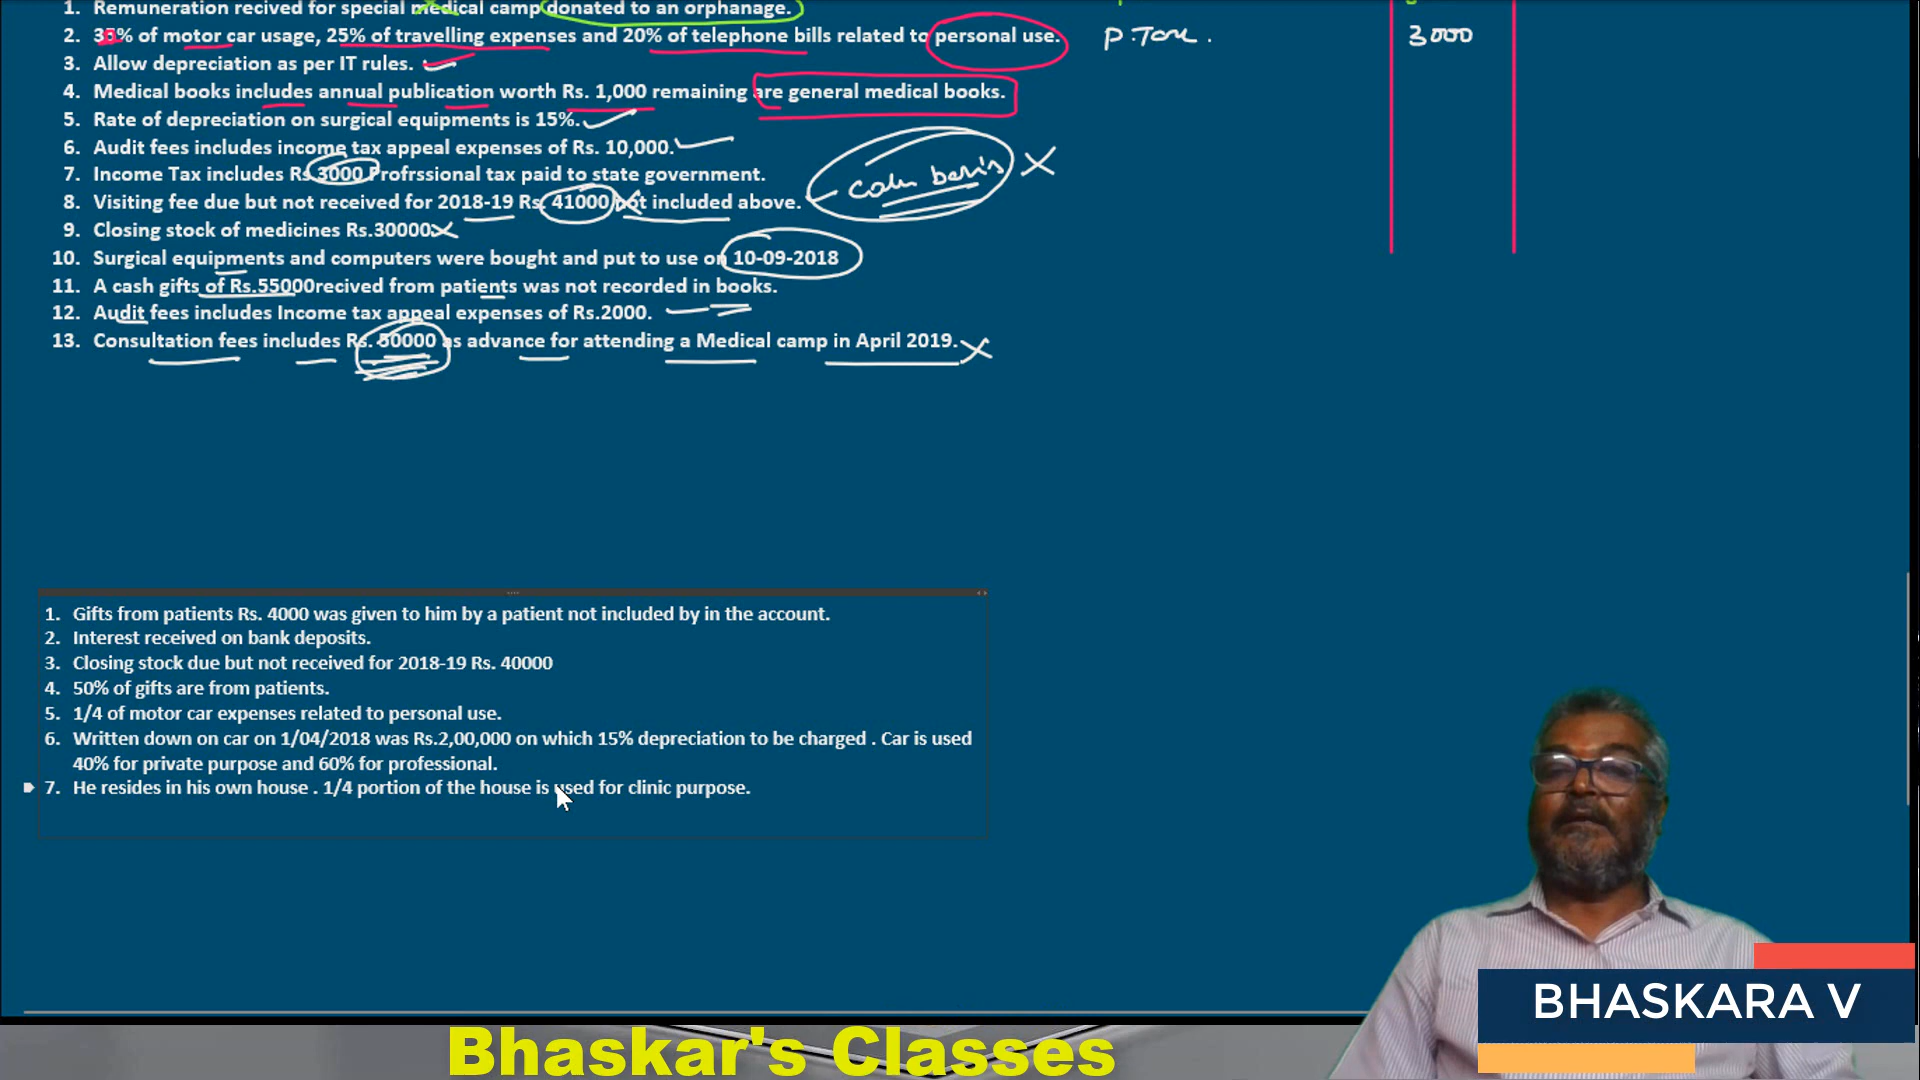 1. Remuneration recived for special medical camp donated to an orphanage.
2. 30% of motor car usage, 25% of travelling expenses and 20% of telephone bills related to personal use.
P.Tax . 3000
3. Allow depreciation as per IT rules.
4. Medical books includes annual publication worth Rs. 1,000 remaining are general medical books.
5. Rate of depreciation on surgical equipments is 15%.
6. Audit fees includes income tax appeal expenses of Rs. 10,000.
7. Income Tax includes Rs 3000 Profrssional tax paid to state government.
8. Visiting fee due but not received for 2018-19 Rs. 41000 not included above.
basis
9. Closing stock of medicines Rs.30000
10. Surgical equipments and computers were bought and put to use on 10-09-2018
11. A cash gifts of Rs.55000recived from patients was not recorded in books.
12. Audit fees includes Income tax appeal expenses of Rs.2000.
13. Consultation fees includes Rs. 50000 as advance for attending a Medical camp in April 2019.
1. Gifts from patients Rs. 4000 was given to him by a patient not included by in the account.
2. Interest received on bank deposits.
3. Closing stock due but not received for 2018-19 Rs. 40000
4. 50% of gifts are from patients.
5. 1/4 of motor car expenses related to personal use.
6. Written down on car on 1/04/2018 was Rs.2,00,000 on which 15% depreciation to be charged . Car is used
40% for private purpose and 60% for professional.
7. He resides in his own house . 1/4 portion of the house is used for clinic purpose.
BHASKARA V
Bhaskar's Classes